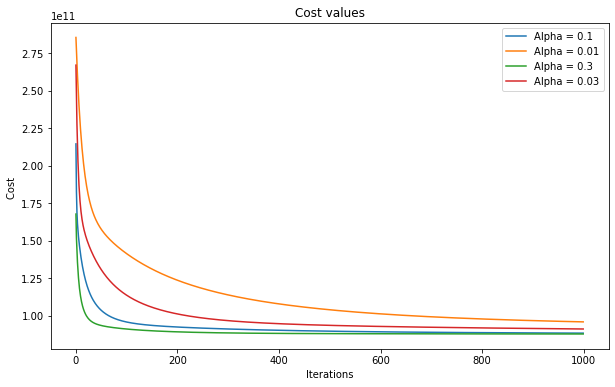 Cost values
1e11
2.75
2.50
2.25
2.00
1.75
1.50
1.25
1.00
Cost
Alpha = 0.1
Alpha = 0.01
Alpha = 0.3
Alpha = 0.03
0 200 400 600 800 1000
Iterations